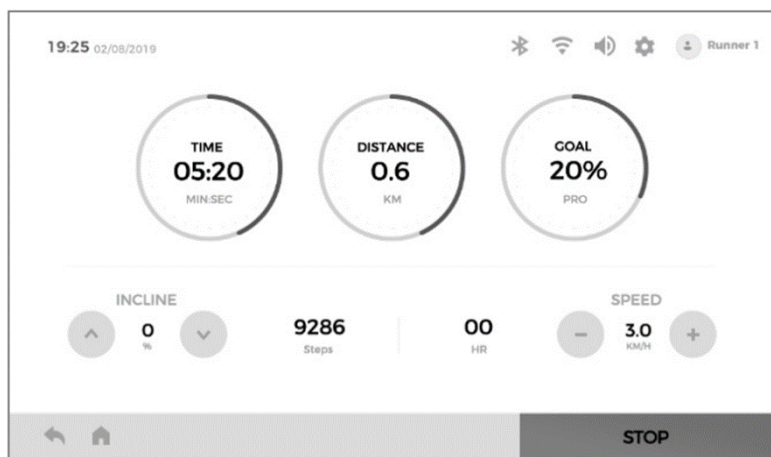 19:25 02/08/2019
Runner 1
TIME
05:20
MIN:SEC
DISTANCE
0.6
KM
GOAL
20%
PRO
INCLINE
0
%
9286
Steps
00
HR
SPEED
3.0
KM/H
STOP